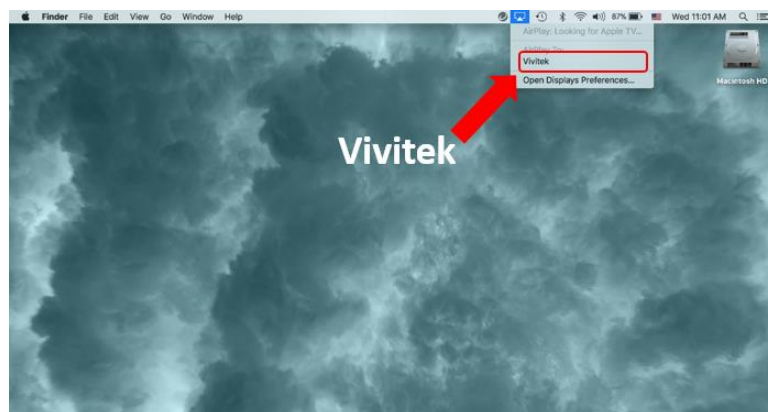 Finder File Edit View Go Window Help 87% Wed 11:01 AM
AirPlay: Looking for Apple TV...
AirPlay To:
Vivitek
Open Displays Preferences...
Macintosh HD
Vivitek